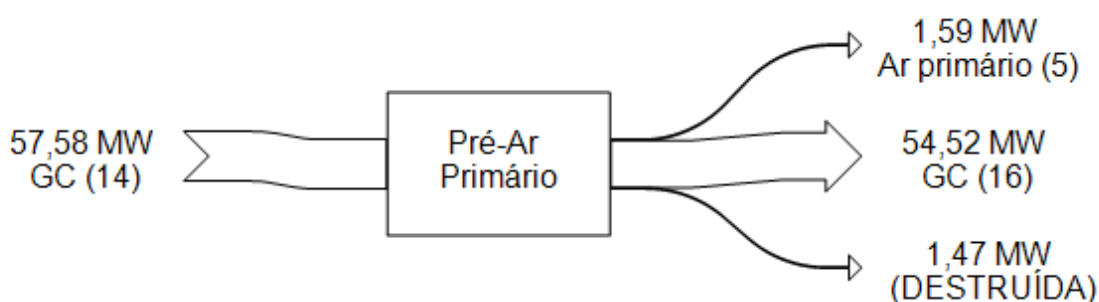 57,58 MW
GC (14)
Pré-Ar
Primário
1,59 MW
Ar primário (5)
54,52 MW
GC (16)
1,47 MW
(DESTRUÍDA)